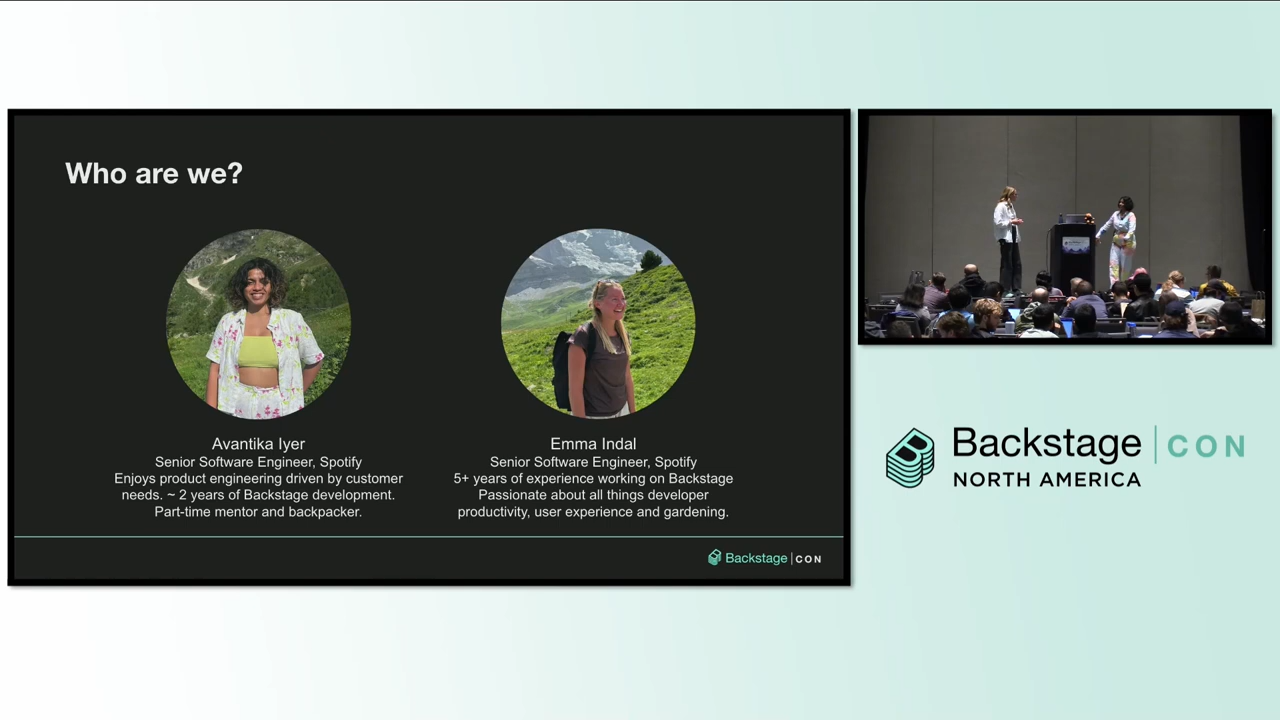 Who are we?
Avantika Iyer
Senior Software Engineer, Spotify
Enjoys product engineering driven by customer
needs. ~ 2 years of Backstage development.
Part-time mentor and backpacker.
Emma Indal
Senior Software Engineer, Spotify
5+ years of experience working on Backstage
Passionate about all things developer
productivity, user experience and gardening.
Backstage | CON
Backstage | CON
NORTH AMERICA